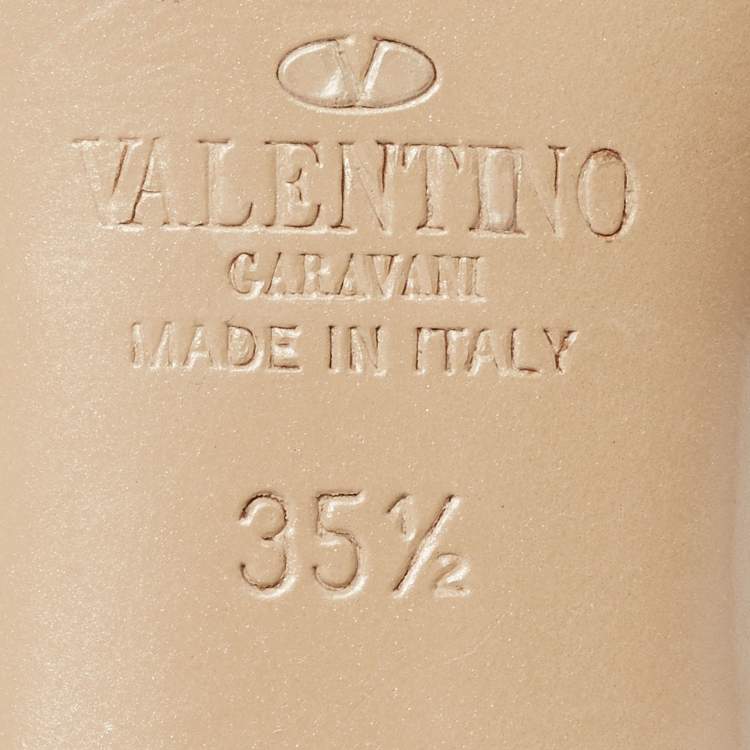 V
VALENTINO
GARAVANI
MADE IN ITALY
35½